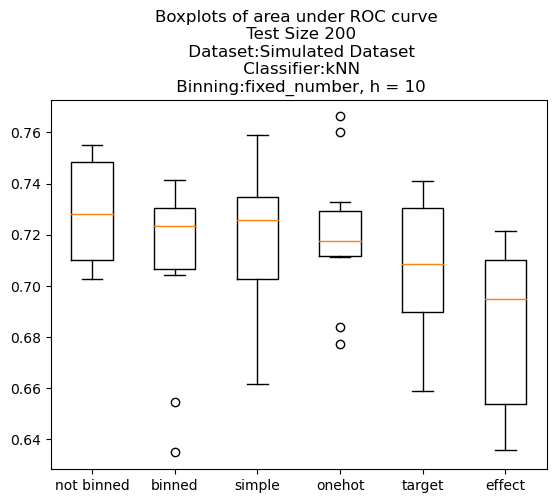 Boxplots of area under ROC curve
Test Size 200
Dataset:Simulated Dataset
Classifier:kNN
Binning:fixed_number, h = 10
0.76
0.74
0.72
0.70
0.68
0.66
0.64
not binned binned simple onehot target effect